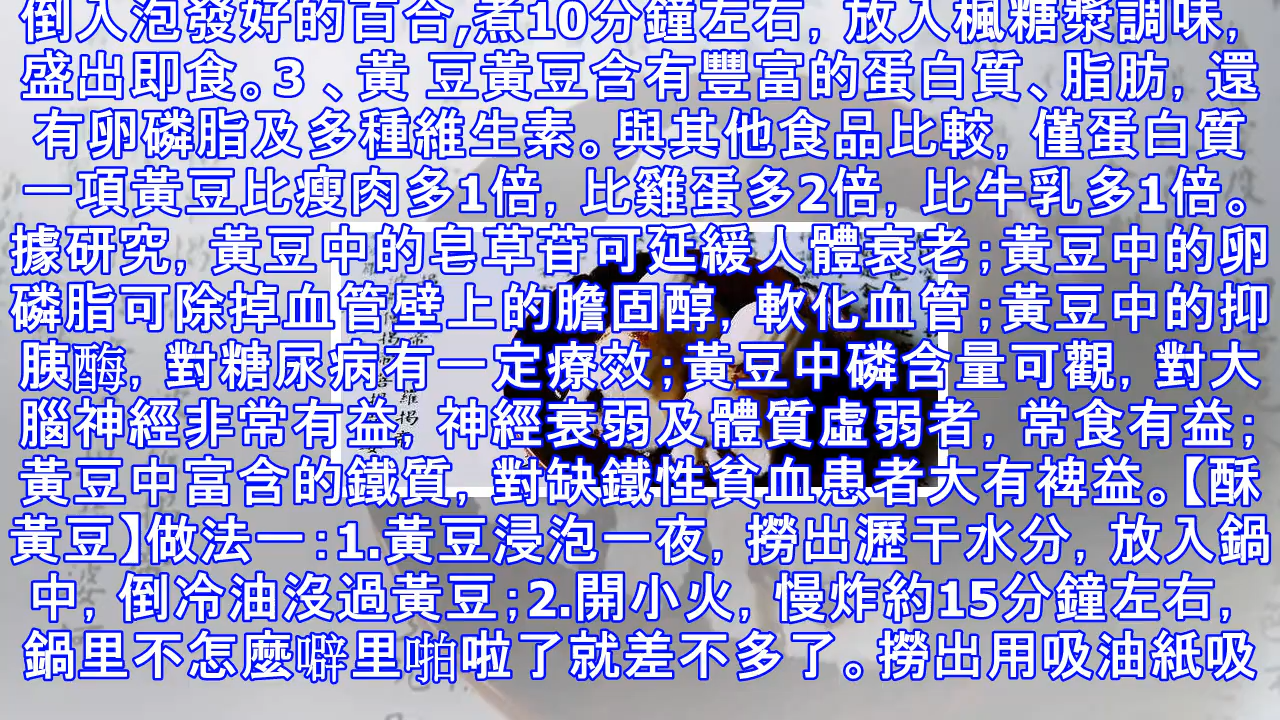 倒入泡發好的百合,煮10分鐘左右, 放入楓糖漿調味,
盛出即食。3 、黃 豆黃豆含有豐富的蛋白質、脂肪, 還
有卵磷脂及多種維生素。與其他食品比較, 僅蛋白質
一項黃豆比瘦肉多1倍, 比雞蛋多2倍, 比牛乳多1倍。
據研究, 黃豆中的皂草苷可延緩人體衰老;黃豆中的卵
磷脂可除掉血管壁上的膽固醇, 軟化血管;黃豆中的抑
胰酶, 對糖尿病有一定療效;黃豆中磷含量可觀, 對大
腦神經非常有益, 神經衰弱及體質虛弱者, 常食有益;
黃豆中富含的鐵質, 對缺鐵性貧血患者大有裨益。【酥
黃豆】做法一:1.黃豆浸泡一夜, 撈出瀝干水分, 放入鍋
中, 倒冷油沒過黃豆;2.開小火, 慢炸約15分鐘左右,
鍋里不怎麼噼里啪啦了就差不多了。撈出用吸油紙吸